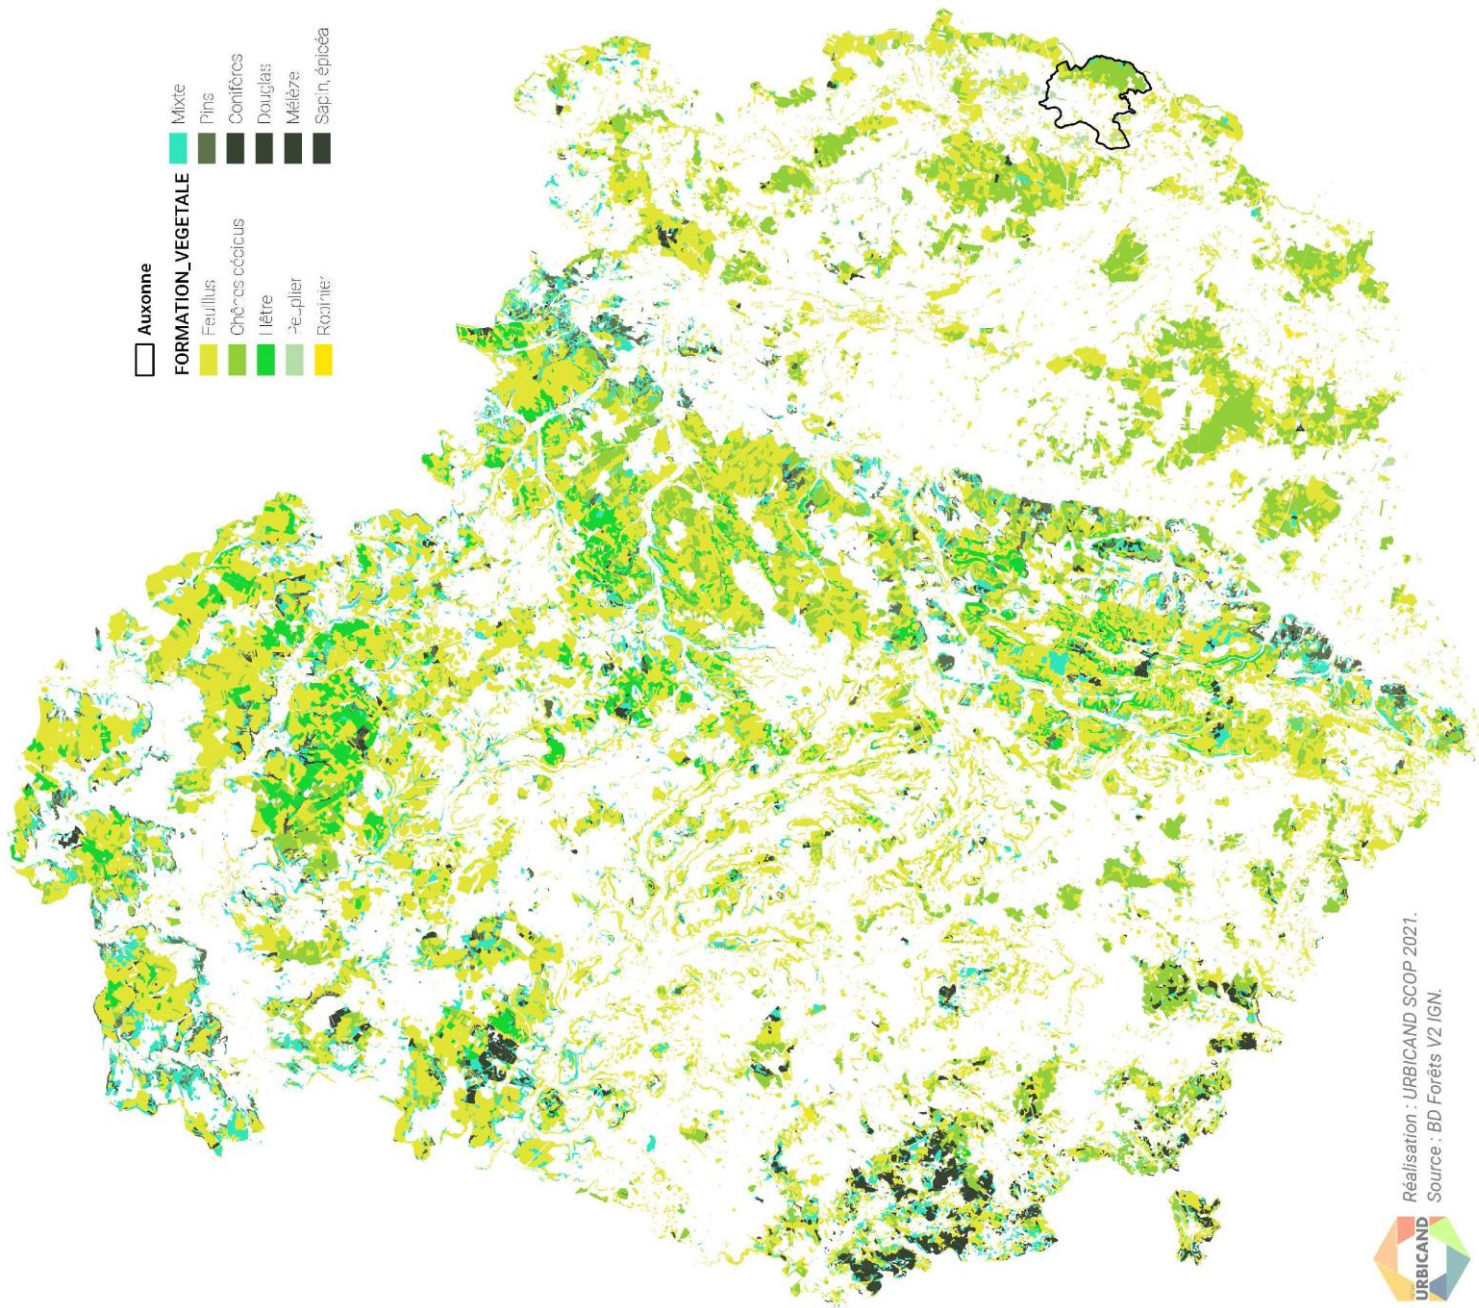 Auxonne
FORMATION_VEGETALE
Feuillus
Chênes décidus
Hêtre
Peuplier
Robinier
Mixte
Pins
Conifères
Douglas
Mélèze
Sapin, épicéa
URBICAND
Réalisation : URBICAND SCOP 2021.
Source : BD Forêts V2 IGN.